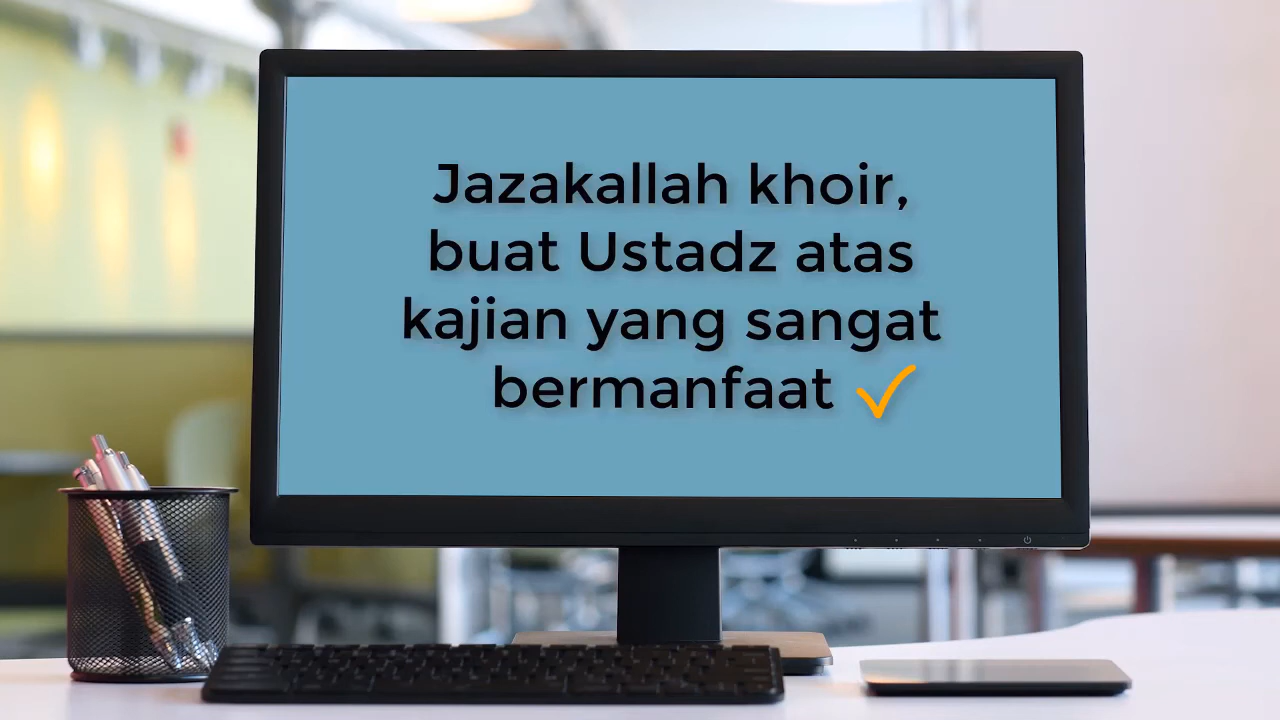 Jazakallah khoir,
buat Ustadz atas
kajian yang sangat
bermanfaat